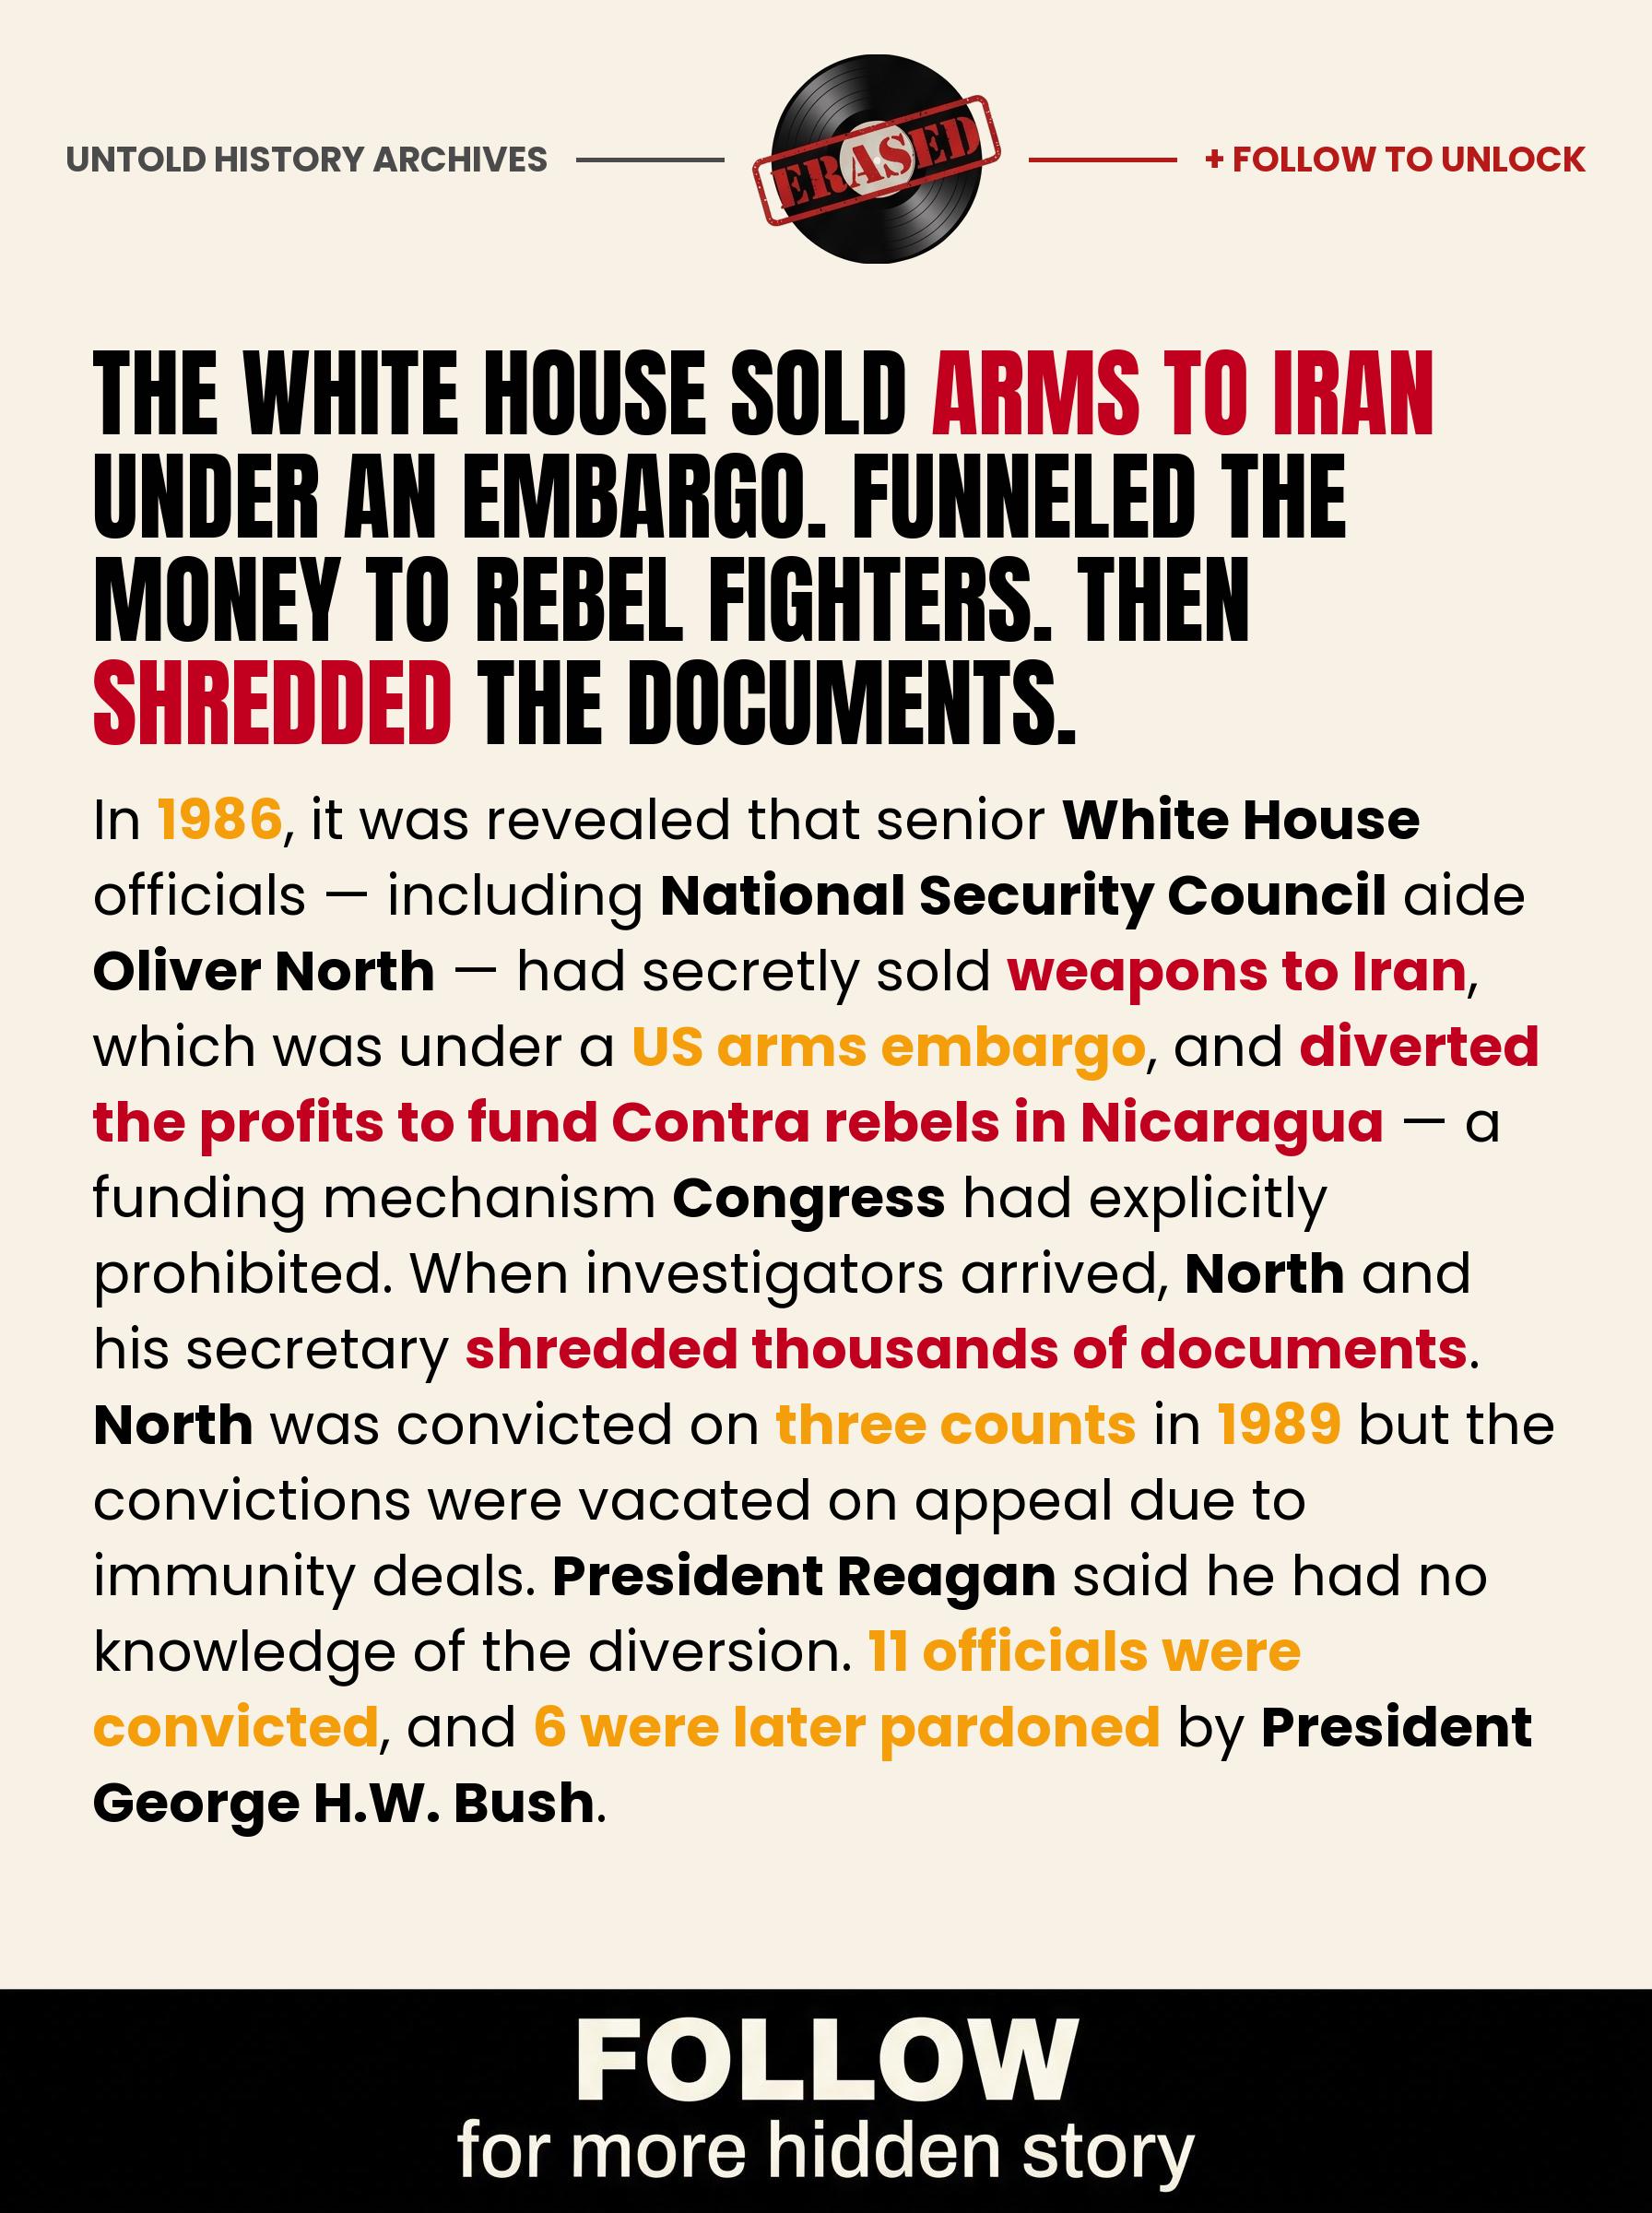 UNTOLD HISTORY ARCHIVES
ERASED
+ FOLLOW TO UNLOCK
THE WHITE HOUSE SOLD ARMS TO IRAN
UNDER AN EMBARGO. FUNNELED THE
MONEY TO REBEL FIGHTERS. THEN
SHREDDED THE DOCUMENTS.
In 1986, it was revealed that senior White House
officials — including National Security Council aide
Oliver North — had secretly sold weapons to Iran,
which was under a US arms embargo, and diverted
the profits to fund Contra rebels in Nicaragua — a
funding mechanism Congress had explicitly
prohibited. When investigators arrived, North and
his secretary shredded thousands of documents.
North was convicted on three counts in 1989 but the
convictions were vacated on appeal due to
immunity deals. President Reagan said he had no
knowledge of the diversion. 11 officials were
convicted, and 6 were later pardoned by President
George H.W. Bush.
FOLLOW
for more hidden story